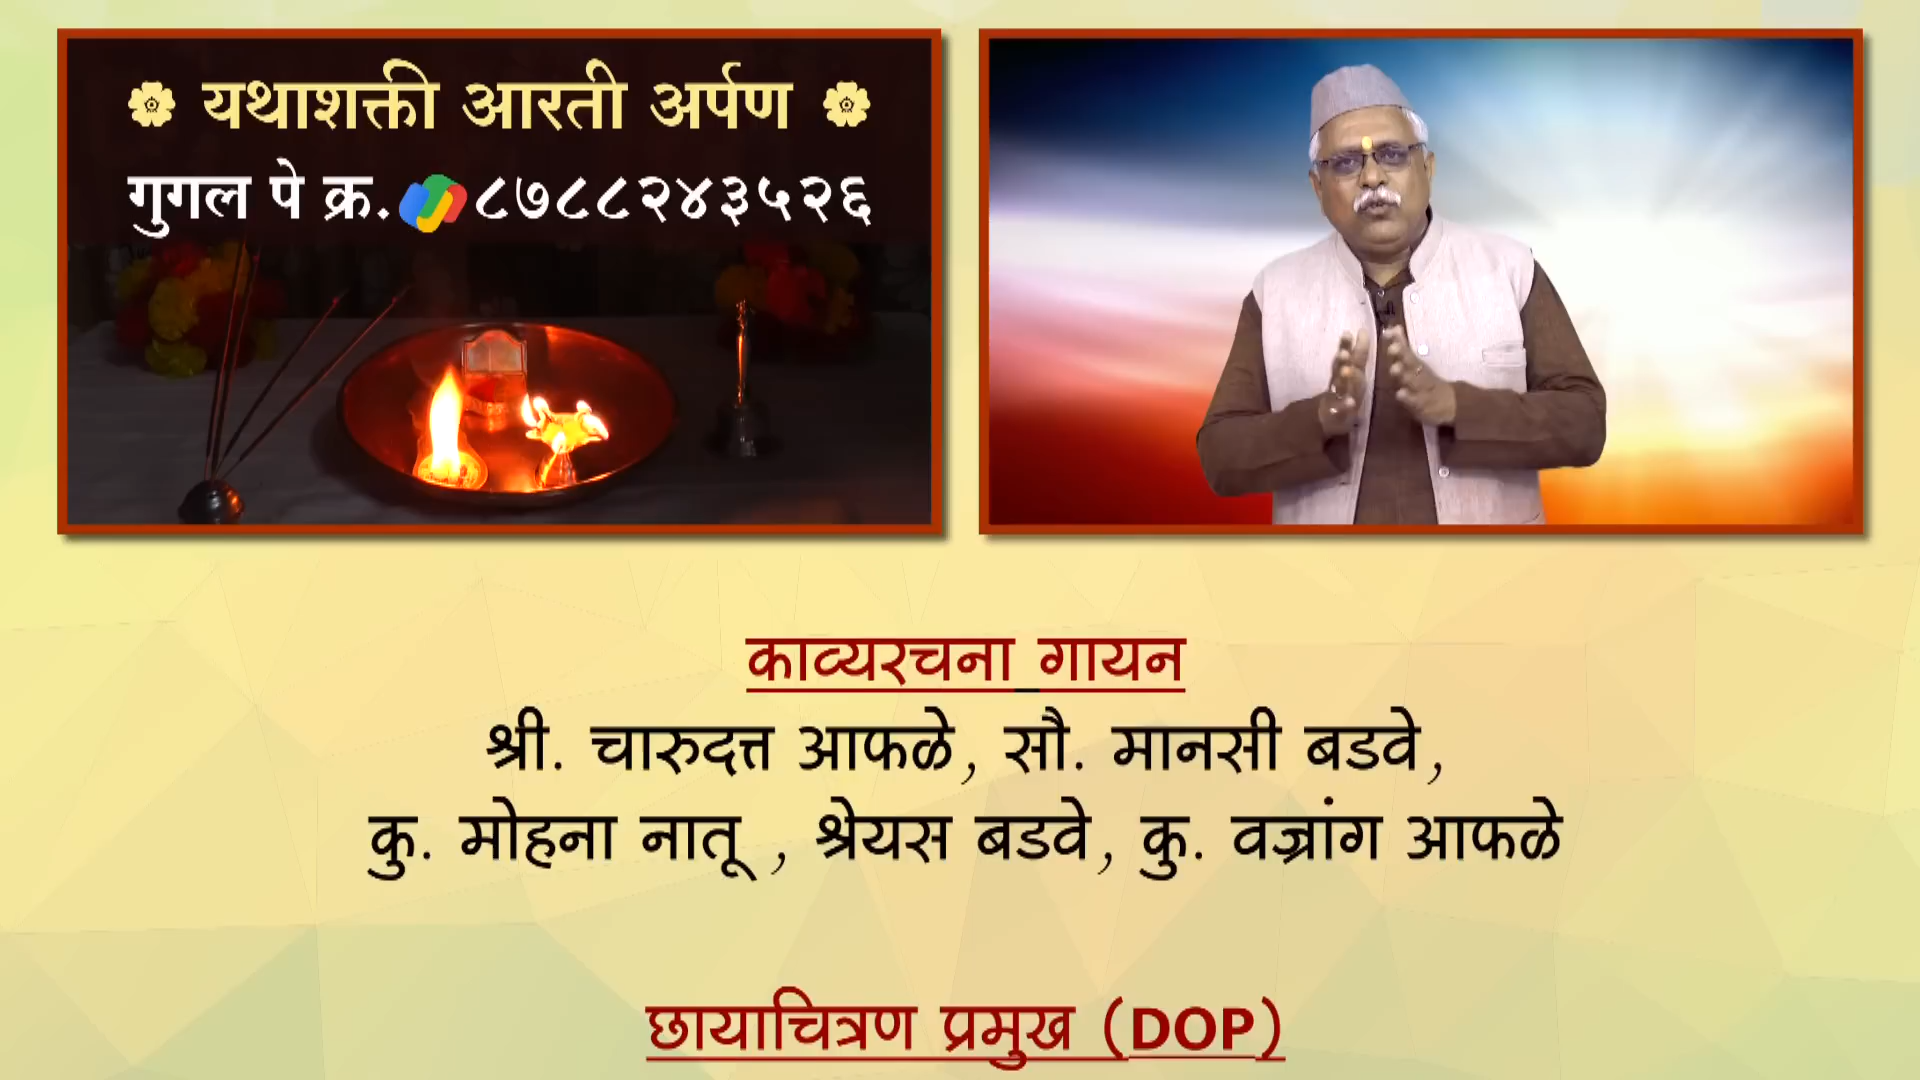 यथाशक्ती आरती अर्पण
गुगल पे क्र. ८७८८२४३५२६
काव्यरचना गायन
श्री. चारुदत्त आफळे, सौ. मानसी बडवे,
कु. मोहना नातू , श्रेयस बडवे, कु. वज्रांग आफळे
छायाचित्रण प्रमुख (DOP)